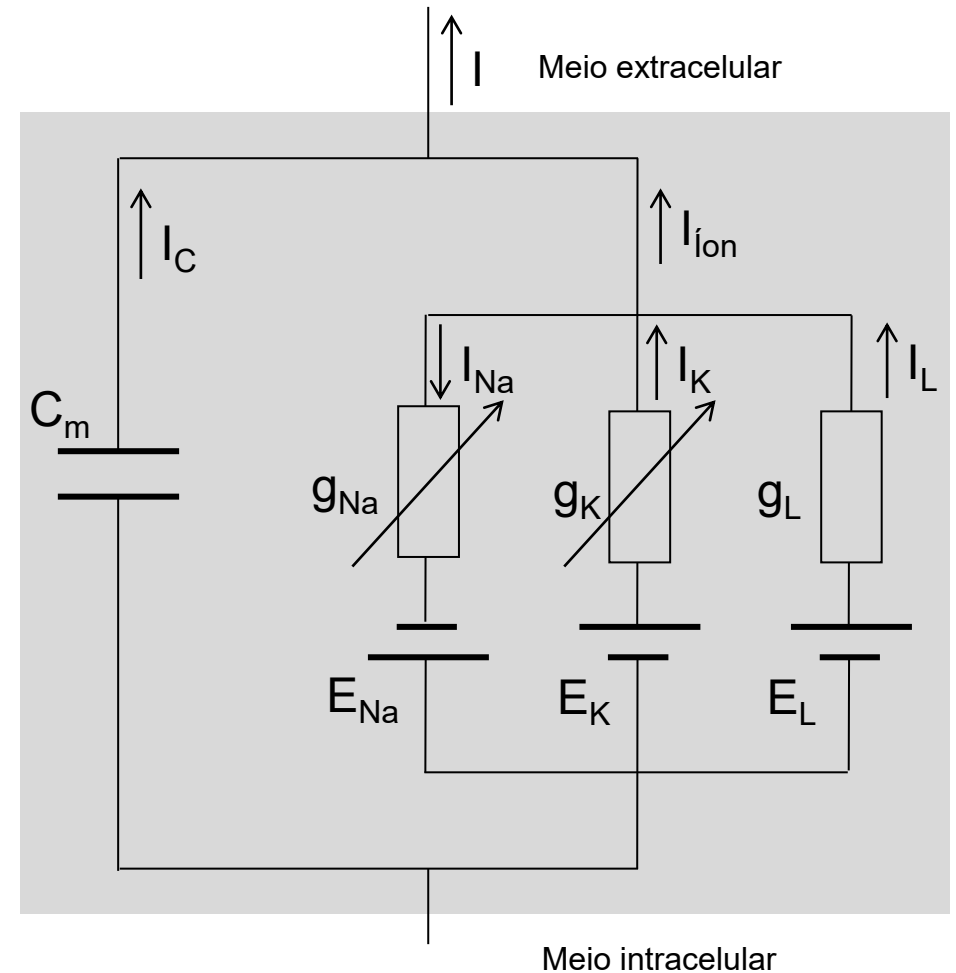 I
Meio extracelular
I_C
I_Íon
I_Na
I_K
I_L
C_m
g_Na
g_K
g_L
E_Na
E_K
E_L
Meio intracelular